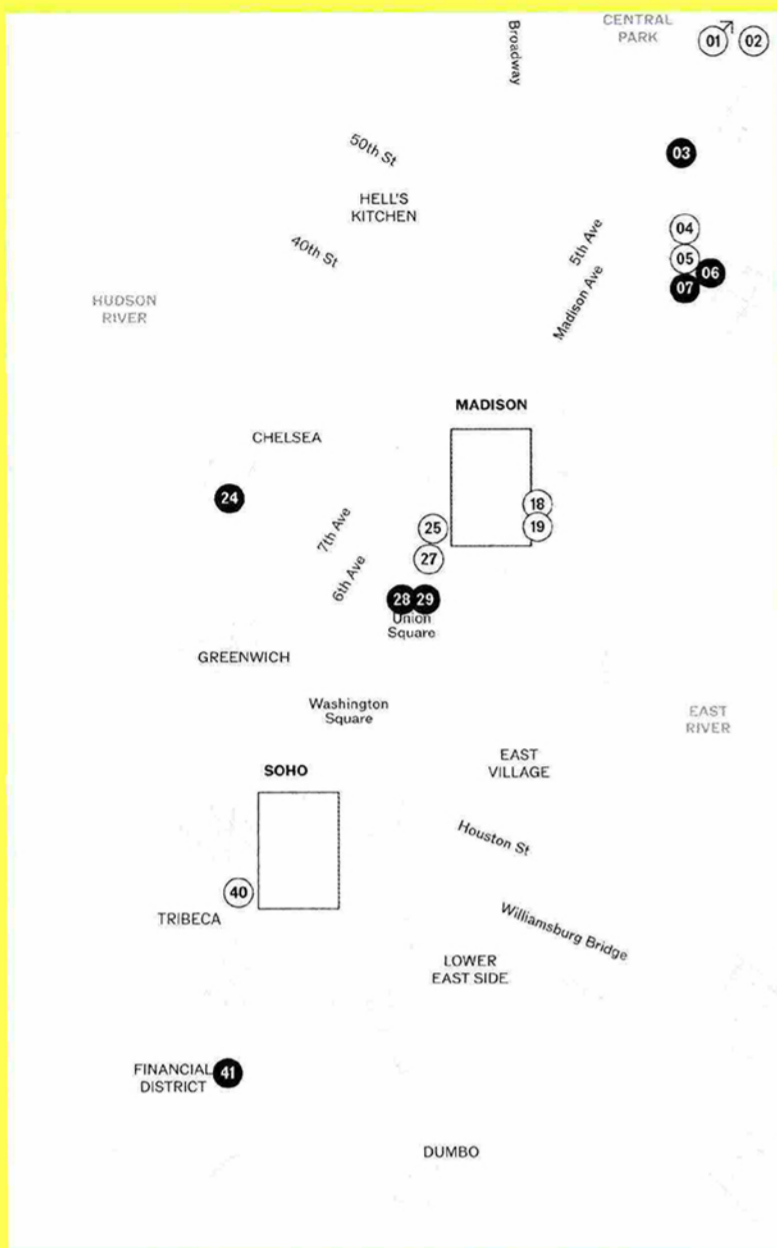 CENTRAL
PARK
01
02
Broadway
03
50th St
HELL'S
KITCHEN
40th St
5th Ave
04
05
06
07
Madison Ave
HUDSON
RIVER
MADISON
CHELSEA
24
18
19
7th Ave
25
27
6th Ave
28
29
Union
Square
GREENWICH
Washington
Square
EAST
RIVER
EAST
VILLAGE
SOHO
Houston St
40
TRIBECA
Williamsburg Bridge
LOWER
EAST SIDE
FINANCIAL
DISTRICT
41
DUMBO